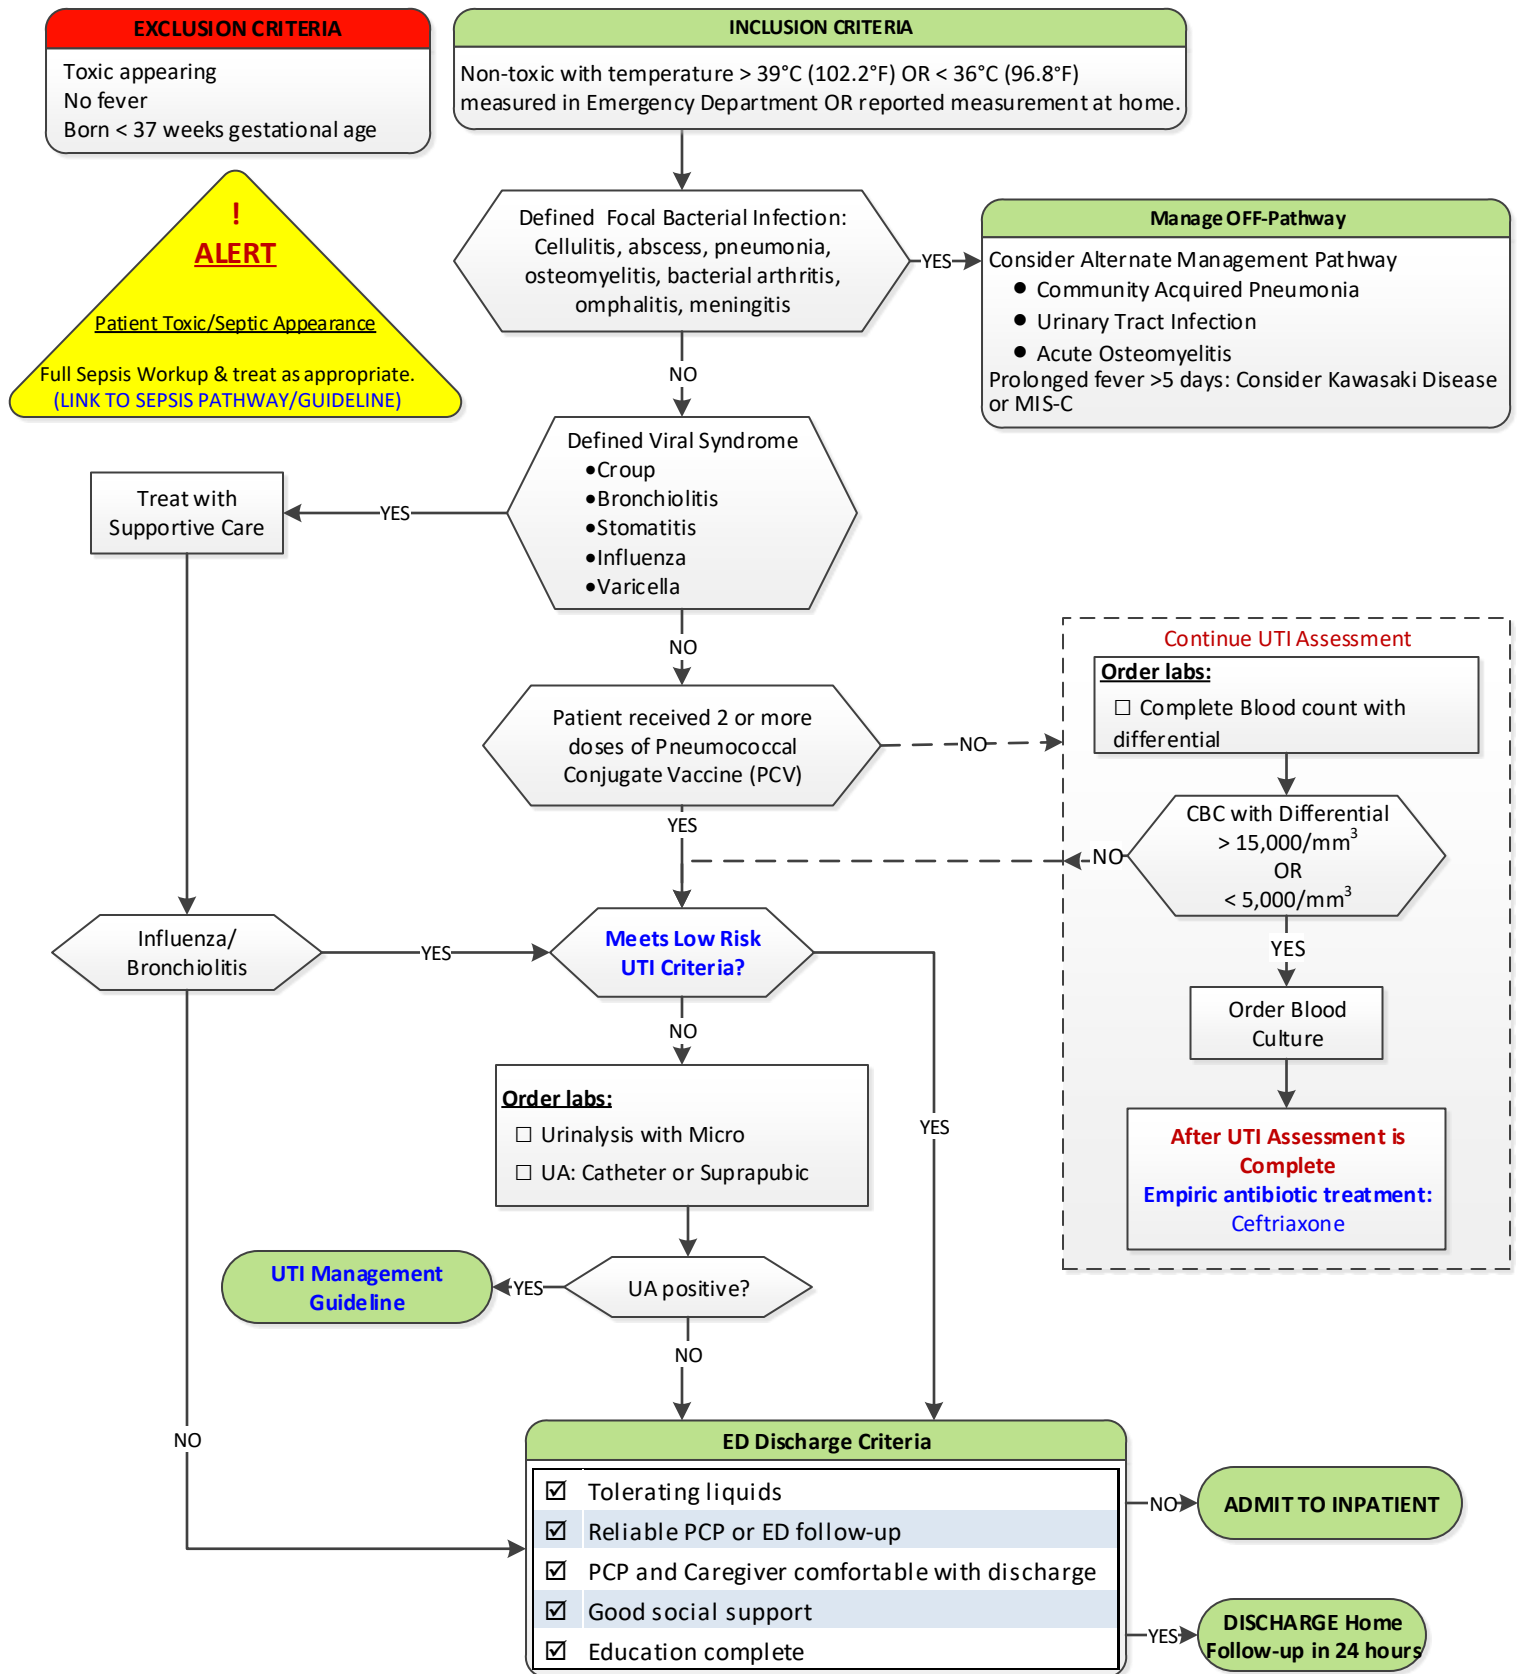 EXCLUSION CRITERIA
Toxic appearing
No fever
Born < 37 weeks gestational age
INCLUSION CRITERIA
Non-toxic with temperature > 39°C (102.2°F) OR < 36°C (96.8°F)
measured in Emergency Department OR reported measurement at home.
!
ALERT
Patient Toxic/Septic Appearance
Full Sepsis Workup & treat as appropriate.
(LINK TO SEPSIS PATHWAY/GUIDELINE)
Defined Focal Bacterial Infection:
Cellulitis, abscess, pneumonia,
osteomyelitis, bacterial arthritis,
omphalitis, meningitis
YES
Manage OFF-Pathway
Consider Alternate Management Pathway
● Community Acquired Pneumonia
● Urinary Tract Infection
● Acute Osteomyelitis
Prolonged fever >5 days: Consider Kawasaki Disease
or MIS-C
NO
Defined Viral Syndrome
●Croup
●Bronchiolitis
●Stomatitis
●Influenza
●Varicella
YES
Treat with
Supportive Care
NO
Patient received 2 or more
doses of Pneumococcal
Conjugate Vaccine (PCV)
NO
YES
Continue UTI Assessment
Order labs:
☐ Complete Blood count with
differential
CBC with Differential
> 15,000/mm³
OR
< 5,000/mm³
NO
YES
Order Blood
Culture
After UTI Assessment is
Complete
Empiric antibiotic treatment:
Ceftriaxone
Influenza/
Bronchiolitis
YES
Meets Low Risk
UTI Criteria?
NO
YES
Order labs:
☐ Urinalysis with Micro
☐ UA: Catheter or Suprapubic
UA positive?
YES
UTI Management
Guideline
NO
NO
ED Discharge Criteria
☑ Tolerating liquids
☑ Reliable PCP or ED follow-up
☑ PCP and Caregiver comfortable with discharge
☑ Good social support
☑ Education complete
NO
ADMIT TO INPATIENT
YES
DISCHARGE Home
Follow-up in 24 hours